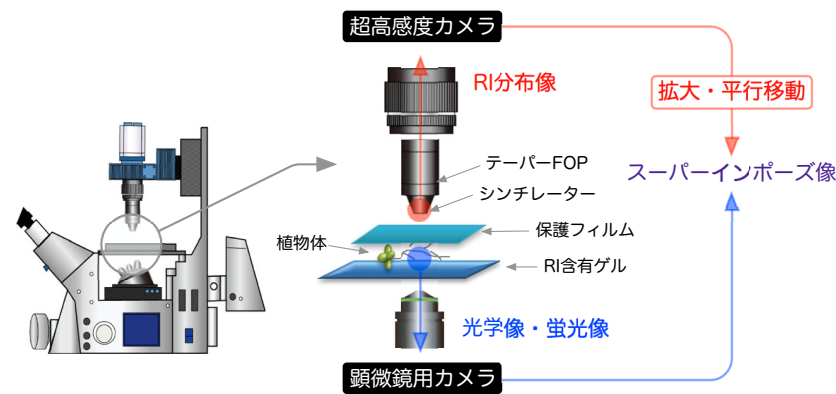 超高感度カメラ
RI分布像
拡大・平行移動
テーパーFOP
シンチレーター
スーパーインポーズ像
保護フィルム
植物体
RI含有ゲル
光学像・蛍光像
顕微鏡用カメラ